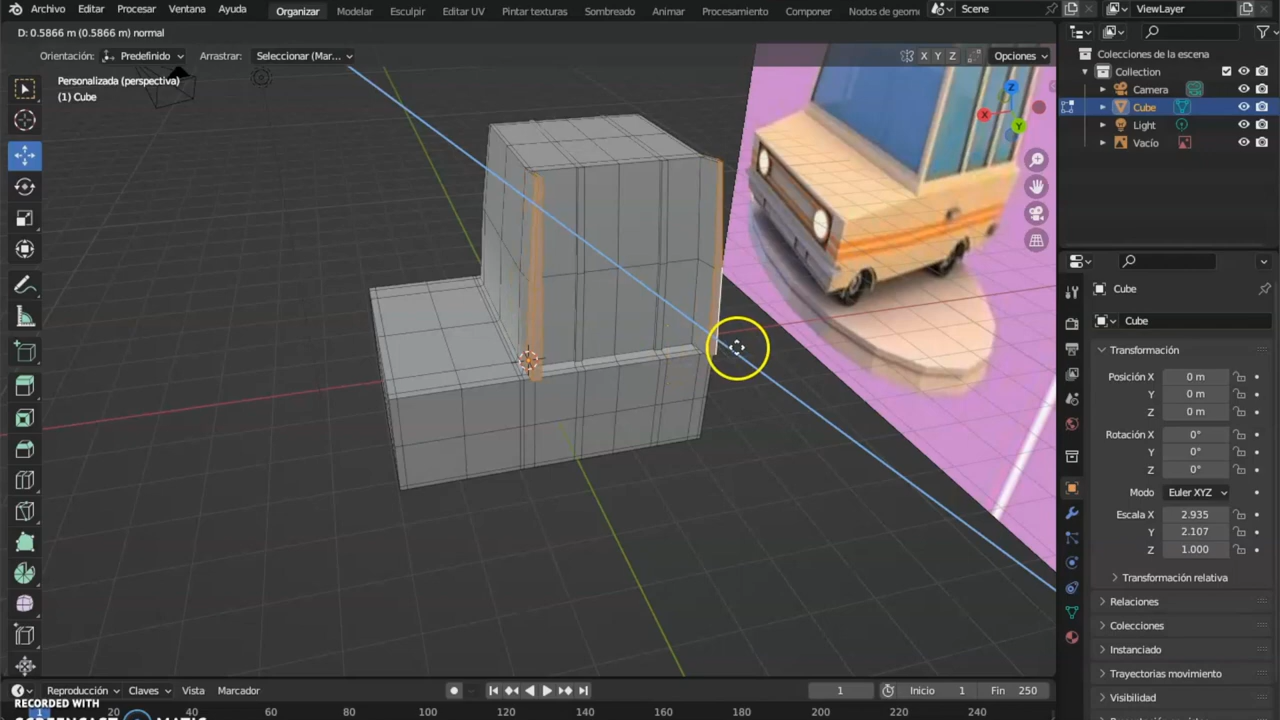 Archivo Editar Procesar Ventana Ayuda Organizar Modelar Esculpir Editar UV Pintar texturas Sombreado Animar Procesamiento Componer Nodos de geom Scene ViewLayer
D: 0.5866 m (0.5866 m) normal
Orientación: Predefinido Arrastrar: Seleccionar (Mar... X Y Z Opciones
Personalizada (perspectiva)
(1) Cube
Z
X
Y
Colecciones de la escena
Collection
Camera
Cube
Light
Vacío
Cube
Cube
Transformación
Posición X 0 m
Y 0 m
Z 0 m
Rotación X 0°
Y 0°
Z 0°
Modo Euler XYZ
Escala X 2.935
Y 2.107
Z 1.000
Transformación relativa
Relaciones
Colecciones
Instanciado
Trayectorias movimiento
Visibilidad
Reproducción Claves Vista Marcador 1 Inicio 1 Fin 250
RECORDED WITH
1 20 40 60 80 100 120 140 160 180 200 220 240